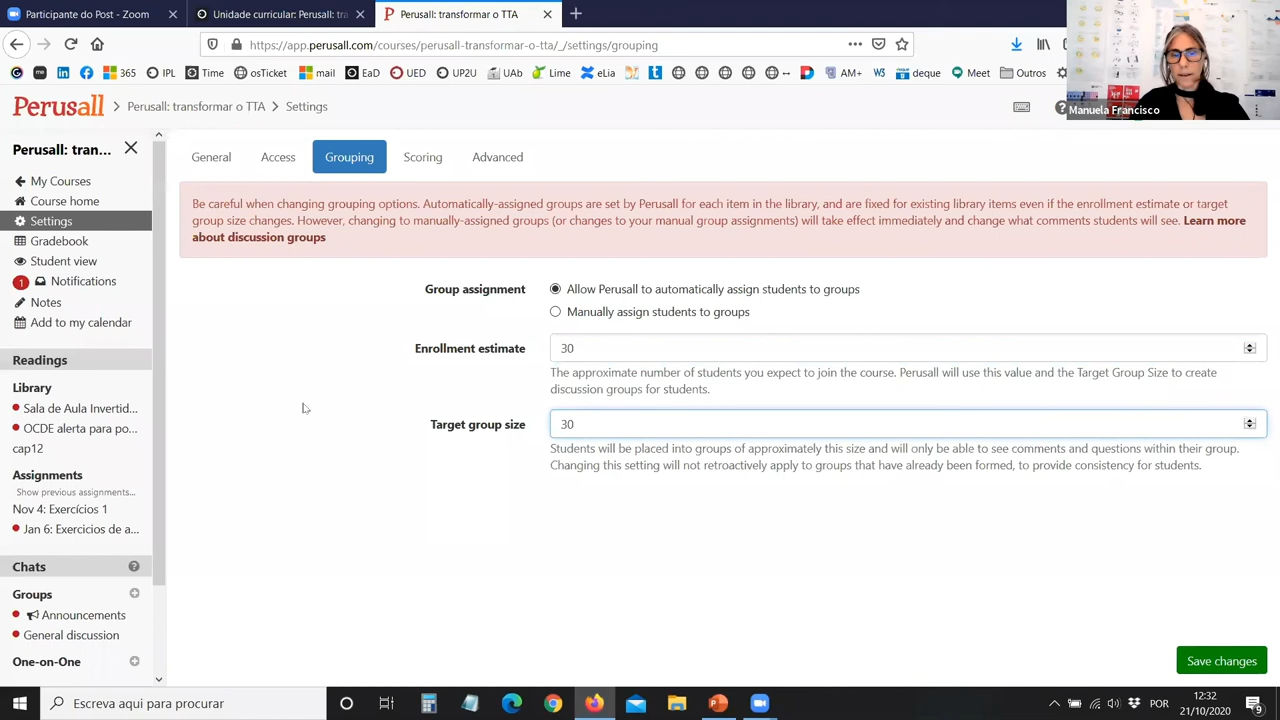 Participante do Post - Zoom
Unidade curricular: Perusall: tra
Perusall: transformar o TTA
https://app.perusall.com/courses/perusall-transformar-o-tta/_/settings/grouping
365
IPL
Time
osTicket
mail
EaD
UED
UP2U
UAb
Lime
eLia
AM+
W3
deque
Meet
Outros
Manuela Francisco
Perusall
Perusall: transformar o TTA
Settings
Perusall: tran...
My Courses
Course home
Settings
Gradebook
Student view
1
Notifications
Notes
Add to my calendar
Readings
Library
Sala de Aula Invertid...
OCDE alerta para po...
cap12
Assignments
Show previous assignments...
Nov 4: Exercícios 1
Jan 6: Exercicios de a...
Chats
Groups
Announcements
General discussion
One-on-One
General
Access
Grouping
Scoring
Advanced
Be careful when changing grouping options. Automatically-assigned groups are set by Perusall for each item in the library, and are fixed for existing library items even if the enrollment estimate or target
group size changes. However, changing to manually-assigned groups (or changes to your manual group assignments) will take effect immediately and change what comments students will see. Learn more
about discussion groups
Group assignment
Allow Perusall to automatically assign students to groups
Manually assign students to groups
Enrollment estimate
30
The approximate number of students you expect to join the course. Perusall will use this value and the Target Group Size to create
discussion groups for students.
Target group size
30
Students will be placed into groups of approximately this size and will only be able to see comments and questions within their group.
Changing this setting will not retroactively apply to groups that have already been formed, to provide consistency for students.
Save changes
Escreva aqui para procurar
POR
12:32
21/10/2020
9